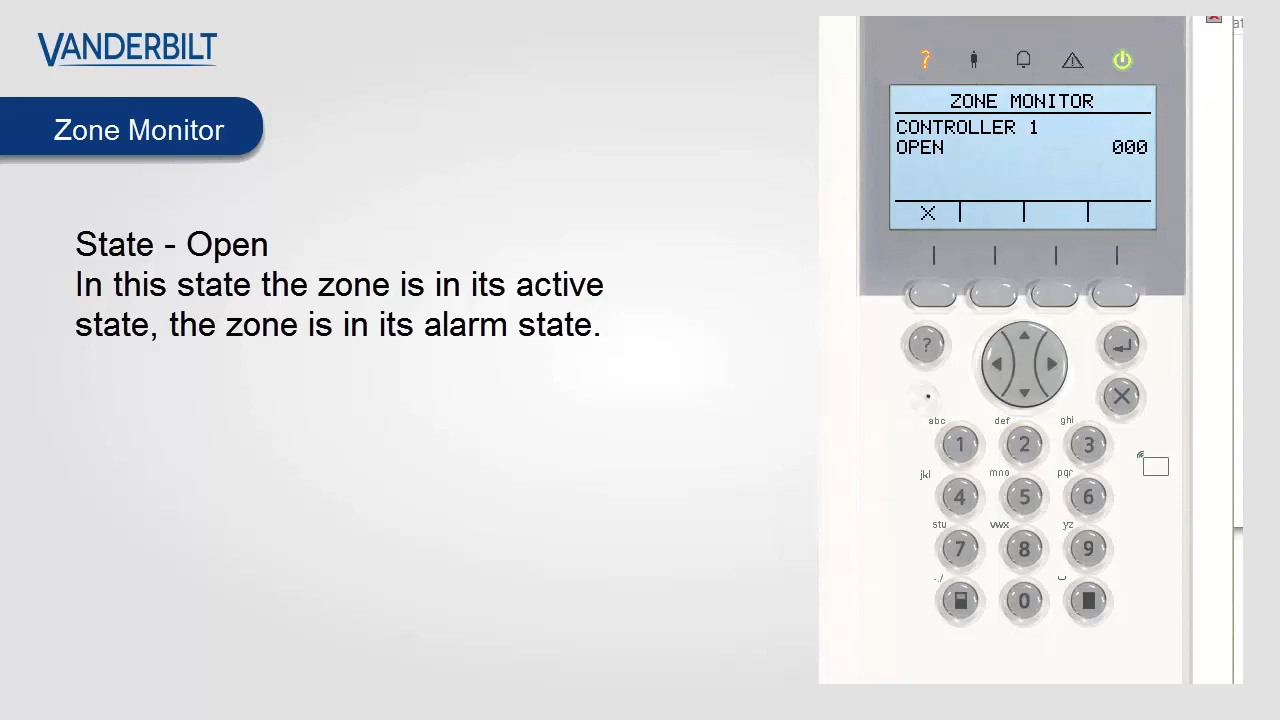 VANDERBILT
Zone Monitor
State - Open
In this state the zone is in its active
state, the zone is in its alarm state.
?
ZONE MONITOR
CONTROLLER 1
OPEN 000
X
?
abc def ghi
1 2 3
jkl mno pqr
4 5 6
stu vwx yz
7 8 9
0